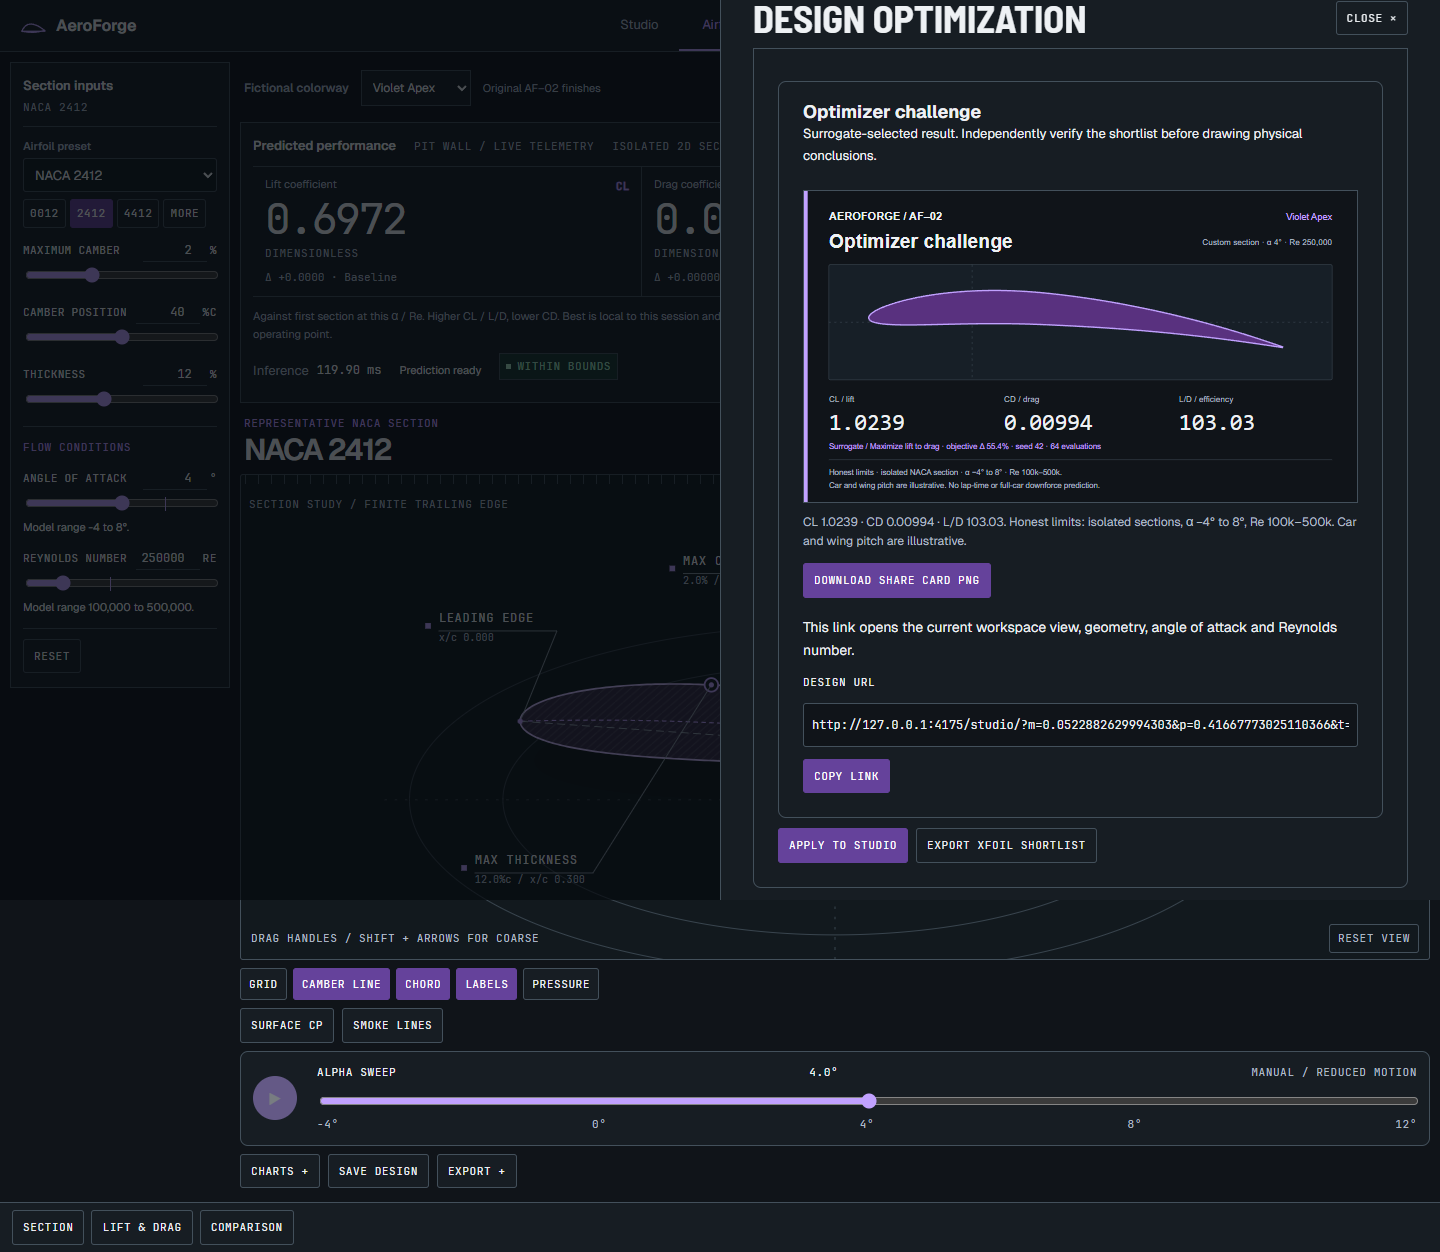 AeroForge
Studio
Section inputs
NACA 2412
Airfoil preset
NACA 2412
0012 2412 4412 MORE
MAXIMUM CAMBER 2 %
CAMBER POSITION 40 %C
THICKNESS 12 %
FLOW CONDITIONS
ANGLE OF ATTACK 4 °
Model range -4 to 8°.
REYNOLDS NUMBER 250000 RE
Model range 100,000 to 500,000.
RESET
Fictional colorway Violet Apex Original AF–02 finishes
Predicted performance PIT WALL / LIVE TELEMETRY ISOLATED 2D SEC
Lift coefficient CL
0.6972
DIMENSIONLESS
Δ +0.0000 · Baseline
Drag coefficie
0.0
DIMENSION
Δ +0.00000
Against first section at this α / Re. Higher CL / L/D, lower CD. Best is local to this session and
operating point.
Inference 119.90 ms Prediction ready WITHIN BOUNDS
REPRESENTATIVE NACA SECTION
NACA 2412
SECTION STUDY / FINITE TRAILING EDGE
MAX C
2.0% /
LEADING EDGE
x/c 0.000
MAX THICKNESS
12.0%c / x/c 0.300
DRAG HANDLES / SHIFT + ARROWS FOR COARSE
RESET VIEW
GRID CAMBER LINE CHORD LABELS PRESSURE
SURFACE CP SMOKE LINES
ALPHA SWEEP 4.0° MANUAL / REDUCED MOTION
-4° 0° 4° 8° 12°
CHARTS + SAVE DESIGN EXPORT +
SECTION LIFT & DRAG COMPARISON
DESIGN OPTIMIZATION
CLOSE ×
Optimizer challenge
Surrogate-selected result. Independently verify the shortlist before drawing physical
conclusions.
AEROFORGE / AF–02 Violet Apex
Optimizer challenge Custom section · α 4° · Re 250,000
CL / lift CD / drag L/D / efficiency
1.0239 0.00994 103.03
Surrogate / Maximize lift to drag · objective Δ 55.4% · seed 42 · 64 evaluations
Honest limits · isolated NACA section · α −4° to 8° · Re 100k–500k.
Car and wing pitch are illustrative. No lap-time or full-car downforce prediction.
CL 1.0239 · CD 0.00994 · L/D 103.03. Honest limits: isolated sections, α −4° to 8°, Re 100k–500k. Car
and wing pitch are illustrative.
DOWNLOAD SHARE CARD PNG
This link opens the current workspace view, geometry, angle of attack and Reynolds
number.
DESIGN URL
http://127.0.0.1:4175/studio/?m=0.0522882629994303&p=0.41667773025110366&t=
COPY LINK
APPLY TO STUDIO EXPORT XFOIL SHORTLIST